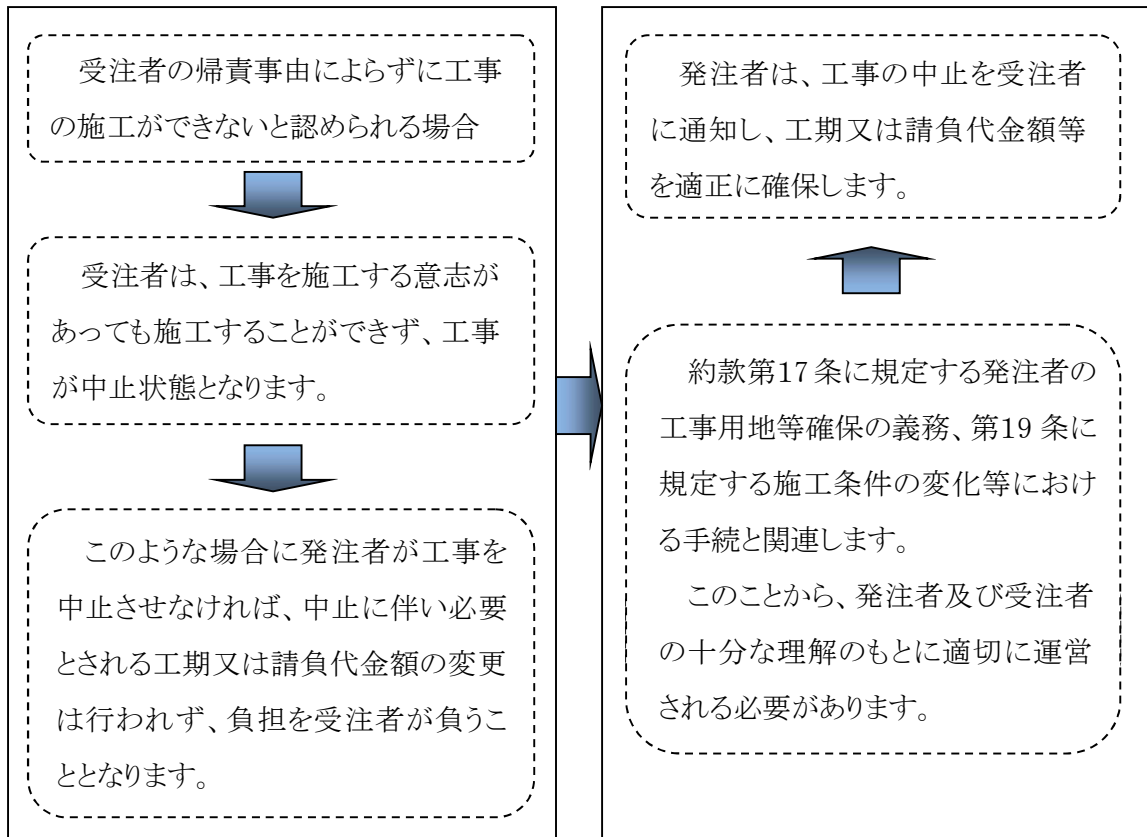 受注者の帰責事由によらずに工事
の施工ができないと認められる場合
受注者は、工事を施工する意志が
あっても施工することができず、工事
が中止状態となります。
このような場合に発注者が工事を
中止させなければ、中止に伴い必要
とされる工期又は請負代金額の変更
は行われず、負担を受注者が負うこ
ととなります。
発注者は、工事の中止を受注者
に通知し、工期又は請負代金額等
を適正に確保します。
約款第17条に規定する発注者の
工事用地等確保の義務、第19条に
規定する施工条件の変化等におけ
る手続と関連します。
このことから、発注者及び受注者
の十分な理解のもとに適切に運営
される必要があります。